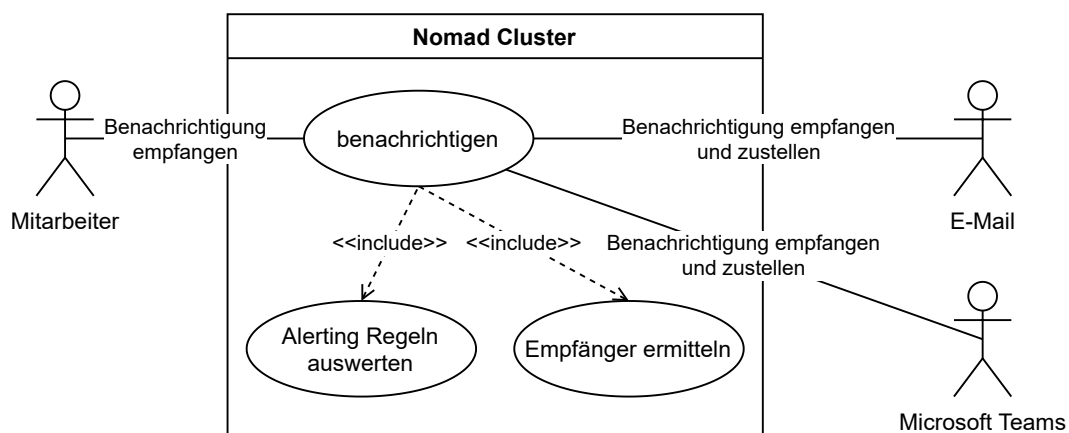 Nomad Cluster
Benachrichtigung
empfangen
benachrichtigen
Benachrichtigung empfangen
und zustellen
Mitarbeiter
E-Mail
<<include>>
<<include>>
Benachrichtigung empfangen
und zustellen
Alerting Regeln
auswerten
Empfänger ermitteln
Microsoft Teams